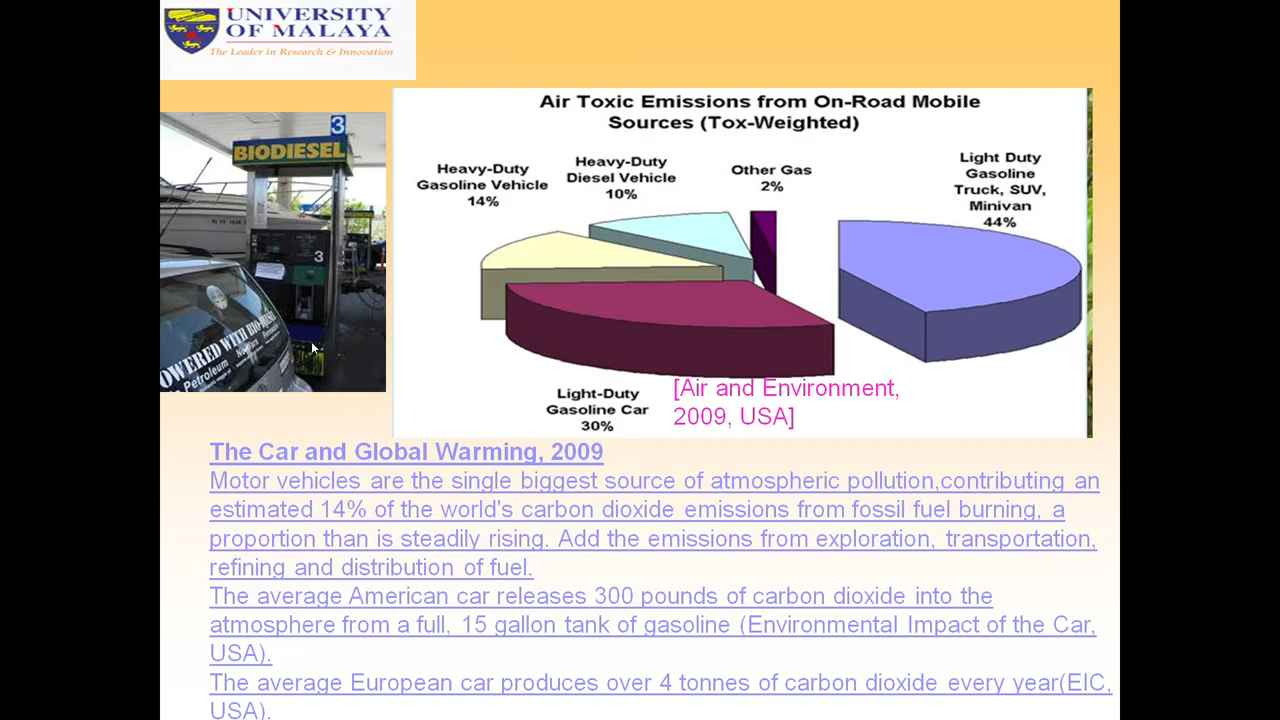 UNIVERSITY
OF MALAYA
The Leader in Research & Innovation
3
BIODIESEL
3
POWERED WITH BIO-DIESEL
Petroleum
Air Toxic Emissions from On-Road Mobile
Sources (Tox-Weighted)
Heavy-Duty
Gasoline Vehicle
14%
Heavy-Duty
Diesel Vehicle
10%
Other Gas
2%
Light Duty
Gasoline
Truck, SUV,
Minivan
44%
Light-Duty
Gasoline Car
30%
[Air and Environment,
2009, USA]
The Car and Global Warming, 2009
Motor vehicles are the single biggest source of atmospheric pollution,contributing an
estimated 14% of the world's carbon dioxide emissions from fossil fuel burning, a
proportion than is steadily rising. Add the emissions from exploration, transportation,
refining and distribution of fuel.
The average American car releases 300 pounds of carbon dioxide into the
atmosphere from a full, 15 gallon tank of gasoline (Environmental Impact of the Car,
USA).
The average European car produces over 4 tonnes of carbon dioxide every year(EIC,
USA).